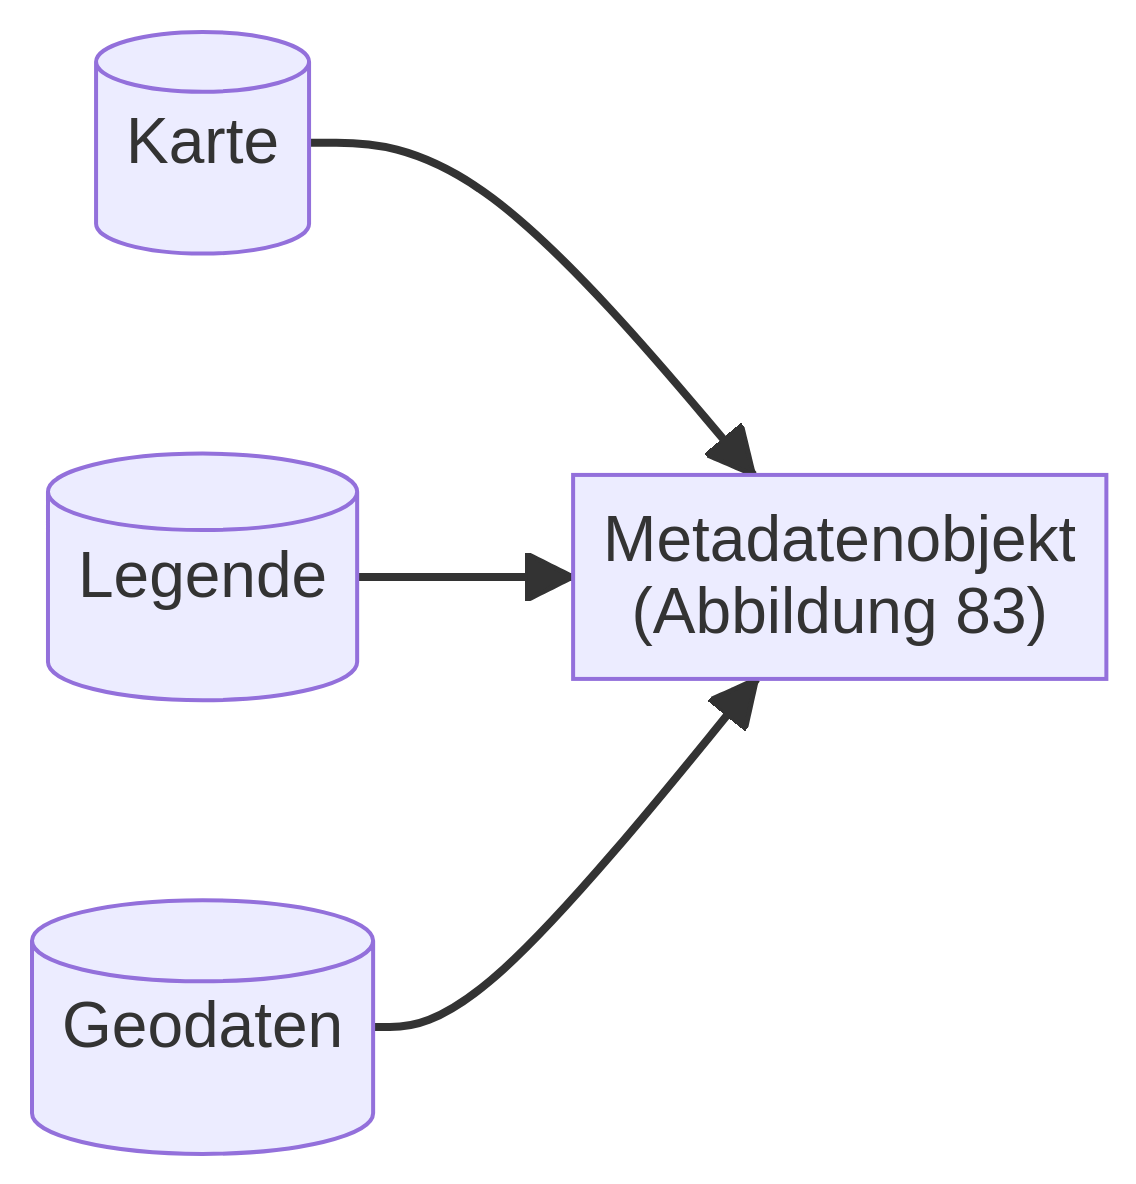 Karte
Legende
Metadatenobjekt
(Abbildung 83)
Geodaten